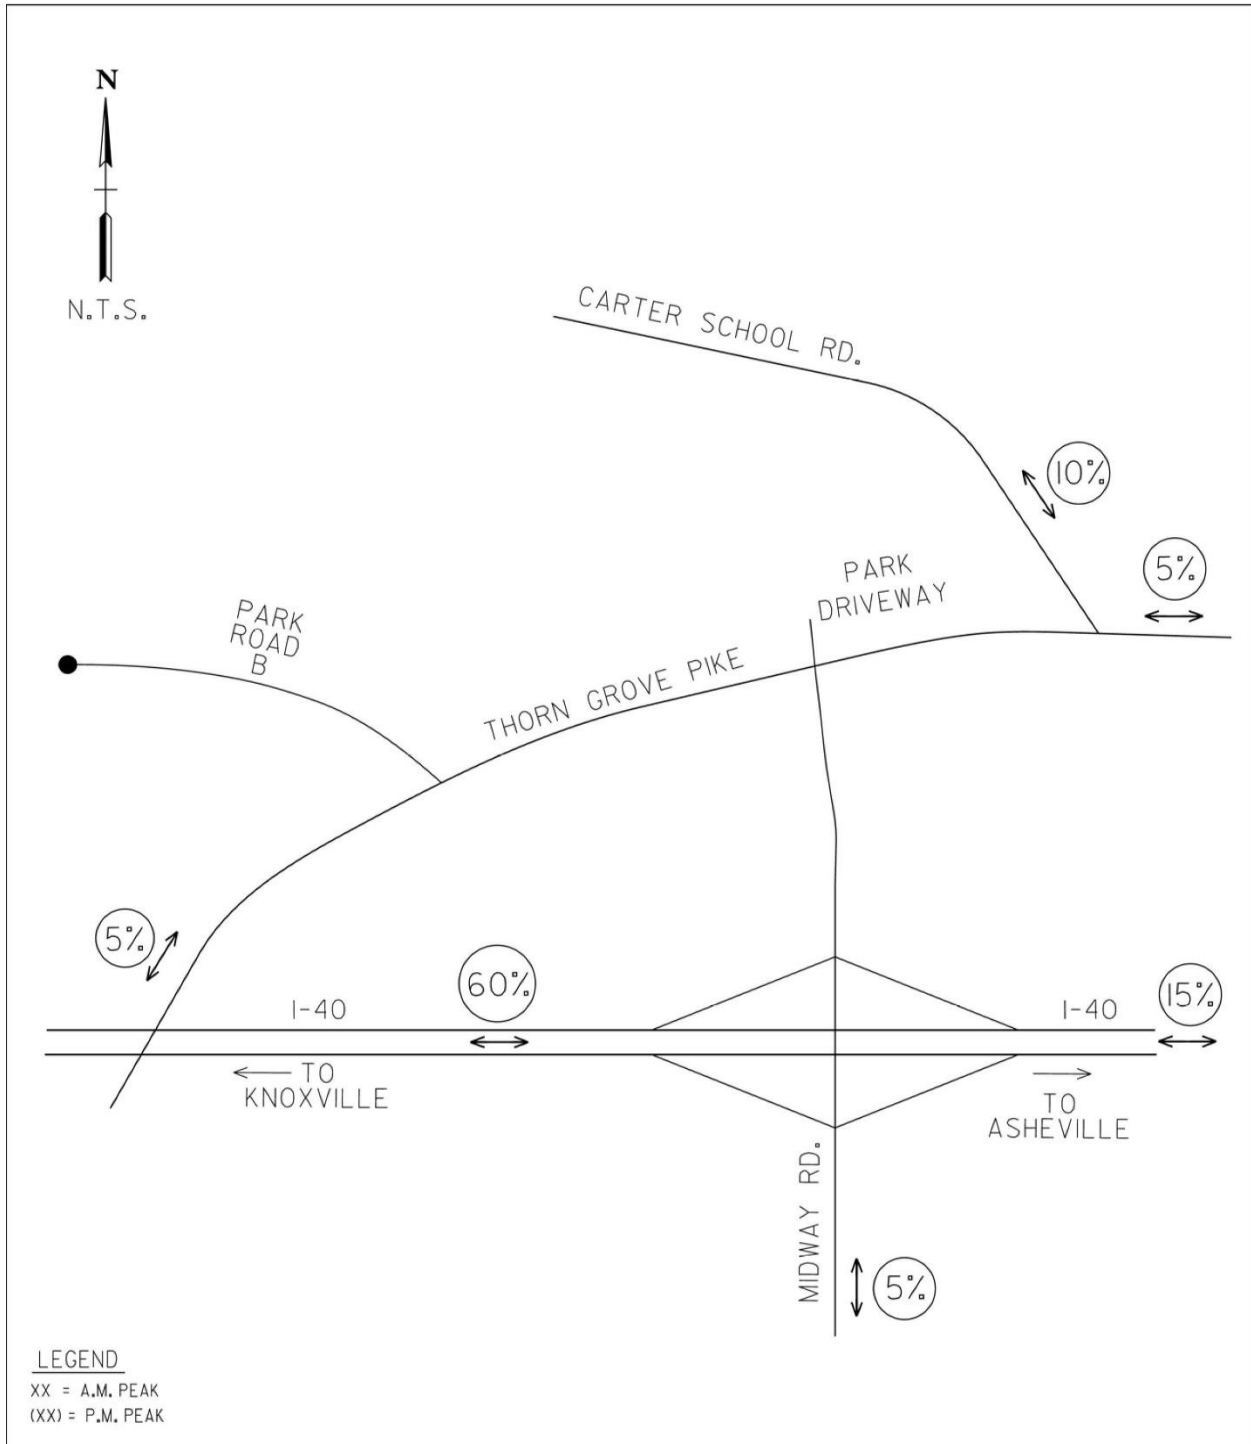 N
N.T.S.
CARTER SCHOOL RD.
10%
5%
PARK
DRIVEWAY
PARK
ROAD
B
THORN GROVE PIKE
5%
60%
I-40
I-40
15%
TO
KNOXVILLE
TO
ASHEVILLE
MIDWAY RD.
5%
LEGEND
XX = A.M. PEAK
(XX) = P.M. PEAK